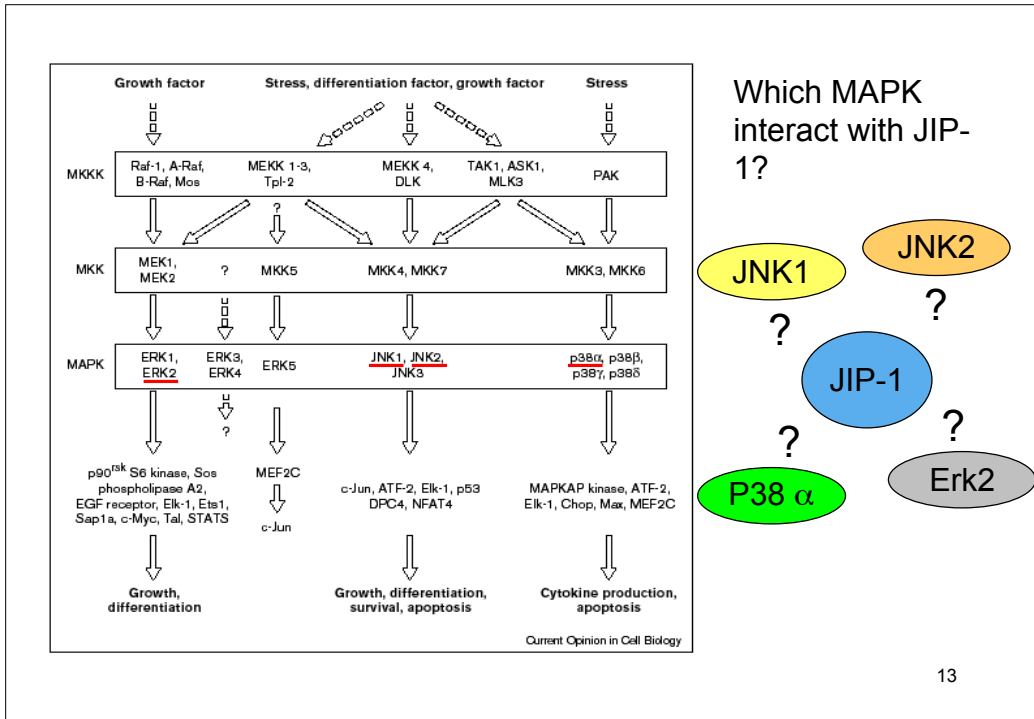 Growth factor Stress, differentiation factor, growth factor Stress
MKKK
Raf-1, A-Raf,
B-Raf, Mos
MEKK 1-3,
Tpl-2
MEKK 4,
DLK
TAK1, ASK1,
MLK3
PAK
?
MKK
MEK1,
MEK2
?
MKK5
MKK4, MKK7
MKK3, MKK6
MAPK
ERK1,
ERK2
ERK3,
ERK4
ERK5
JNK1, JNK2,
JNK3
p38α, p38β,
p38γ, p38δ
?
p90rsk S6 kinase, Sos
phospholipase A2,
EGF receptor, Elk-1, Ets1,
Sap1a, c-Myc, Tal, STATS
MEF2C
c-Jun
c-Jun, ATF-2, Elk-1, p53
DPC4, NFAT4
MAPKAP kinase, ATF-2,
Elk-1, Chop, Max, MEF2C
Growth,
differentiation
Growth, differentiation,
survival, apoptosis
Cytokine production,
apoptosis
Current Opinion in Cell Biology
Which MAPK
interact with JIP-
1?
JNK1
JNK2
?
?
JIP-1
?
?
P38 α
Erk2
13